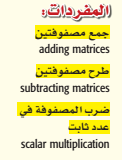 المفردات:
جمع مصفوفتين
adding matrices
طرح مصفوفتين
subtracting matrices
ضرب المصفوفة في
عدد ثابت
scalar multiplication